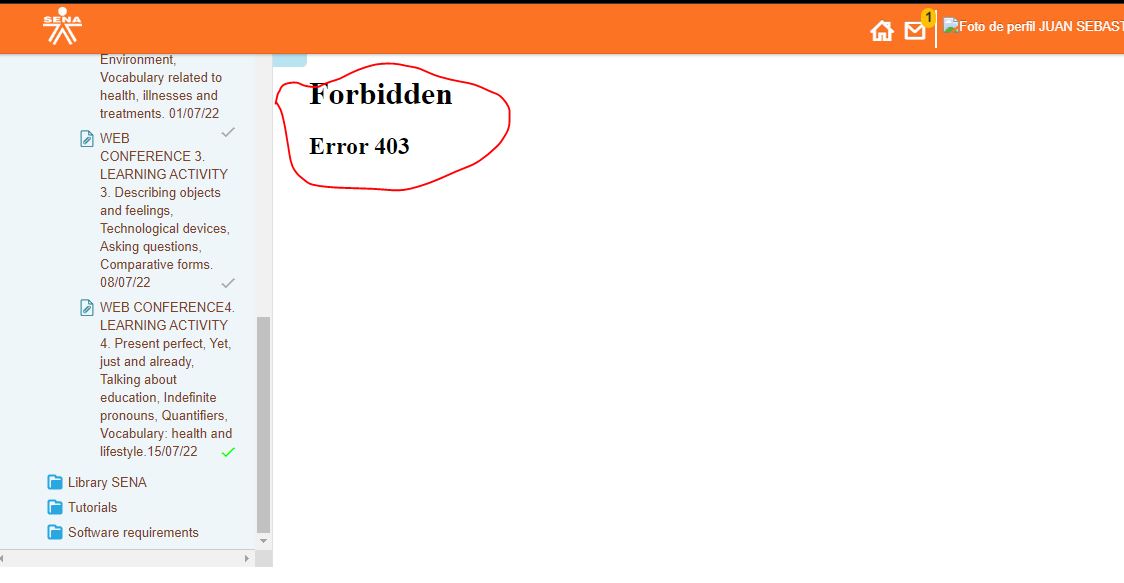 SENA
1
Foto de perfil JUAN SEBAST
Environment,
Vocabulary related to
health, illnesses and
treatments. 01/07/22
WEB
CONFERENCE 3.
LEARNING ACTIVITY
3. Describing objects
and feelings,
Technological devices,
Asking questions,
Comparative forms.
08/07/22
WEB CONFERENCE4.
LEARNING ACTIVITY
4. Present perfect, Yet,
just and already,
Talking about
education, Indefinite
pronouns, Quantifiers,
Vocabulary: health and
lifestyle.15/07/22
Library SENA
Tutorials
Software requirements
Forbidden
Error 403